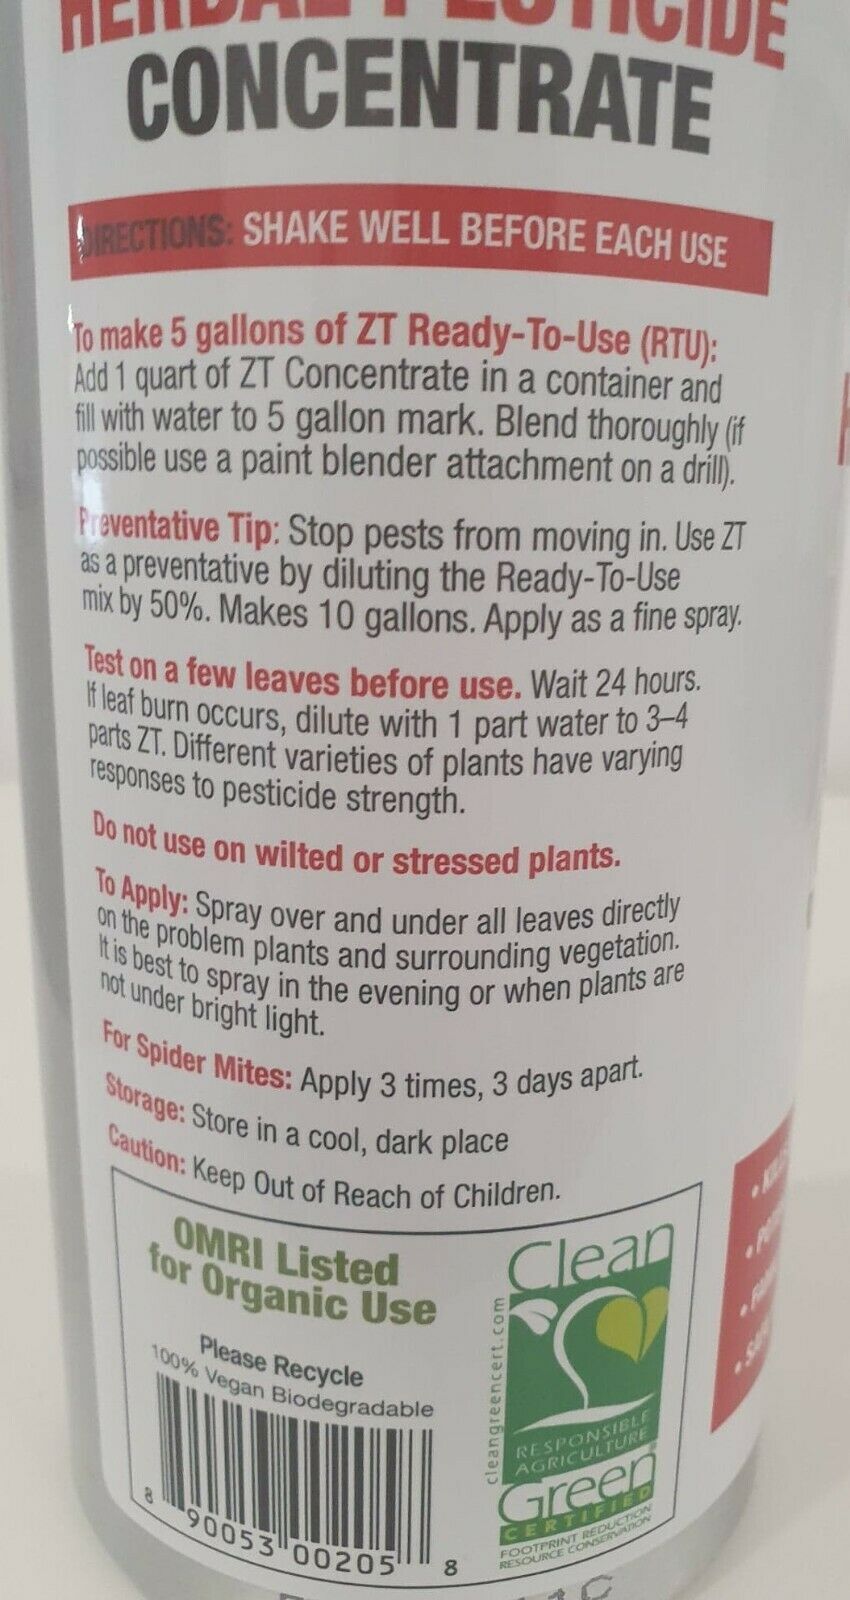 HERBAL PESTICIDE
CONCENTRATE
DIRECTIONS: SHAKE WELL BEFORE EACH USE
To make 5 gallons of ZT Ready-To-Use (RTU):
Add 1 quart of ZT Concentrate in a container and
fill with water to 5 gallon mark. Blend thoroughly (if
possible use a paint blender attachment on a drill).
Preventative Tip: Stop pests from moving in. Use ZT
as a preventative by diluting the Ready-To-Use
mix by 50%. Makes 10 gallons. Apply as a fine spray.
Test on a few leaves before use. Wait 24 hours.
If leaf burn occurs, dilute with 1 part water to 3–4
parts ZT. Different varieties of plants have varying
responses to pesticide strength.
Do not use on wilted or stressed plants.
To Apply: Spray over and under all leaves directly
on the problem plants and surrounding vegetation.
It is best to spray in the evening or when plants are
not under bright light.
For Spider Mites: Apply 3 times, 3 days apart.
Storage: Store in a cool, dark place
Caution: Keep Out of Reach of Children.
OMRI Listed
for Organic Use
Please Recycle
100% Vegan Biodegradable
8 90053 00205 8
Clean
cleangreencert.com
RESPONSIBLE
AGRICULTURE
Green
CERTIFIED
FOOTPRINT REDUCTION
RESOURCE CONSERVATION